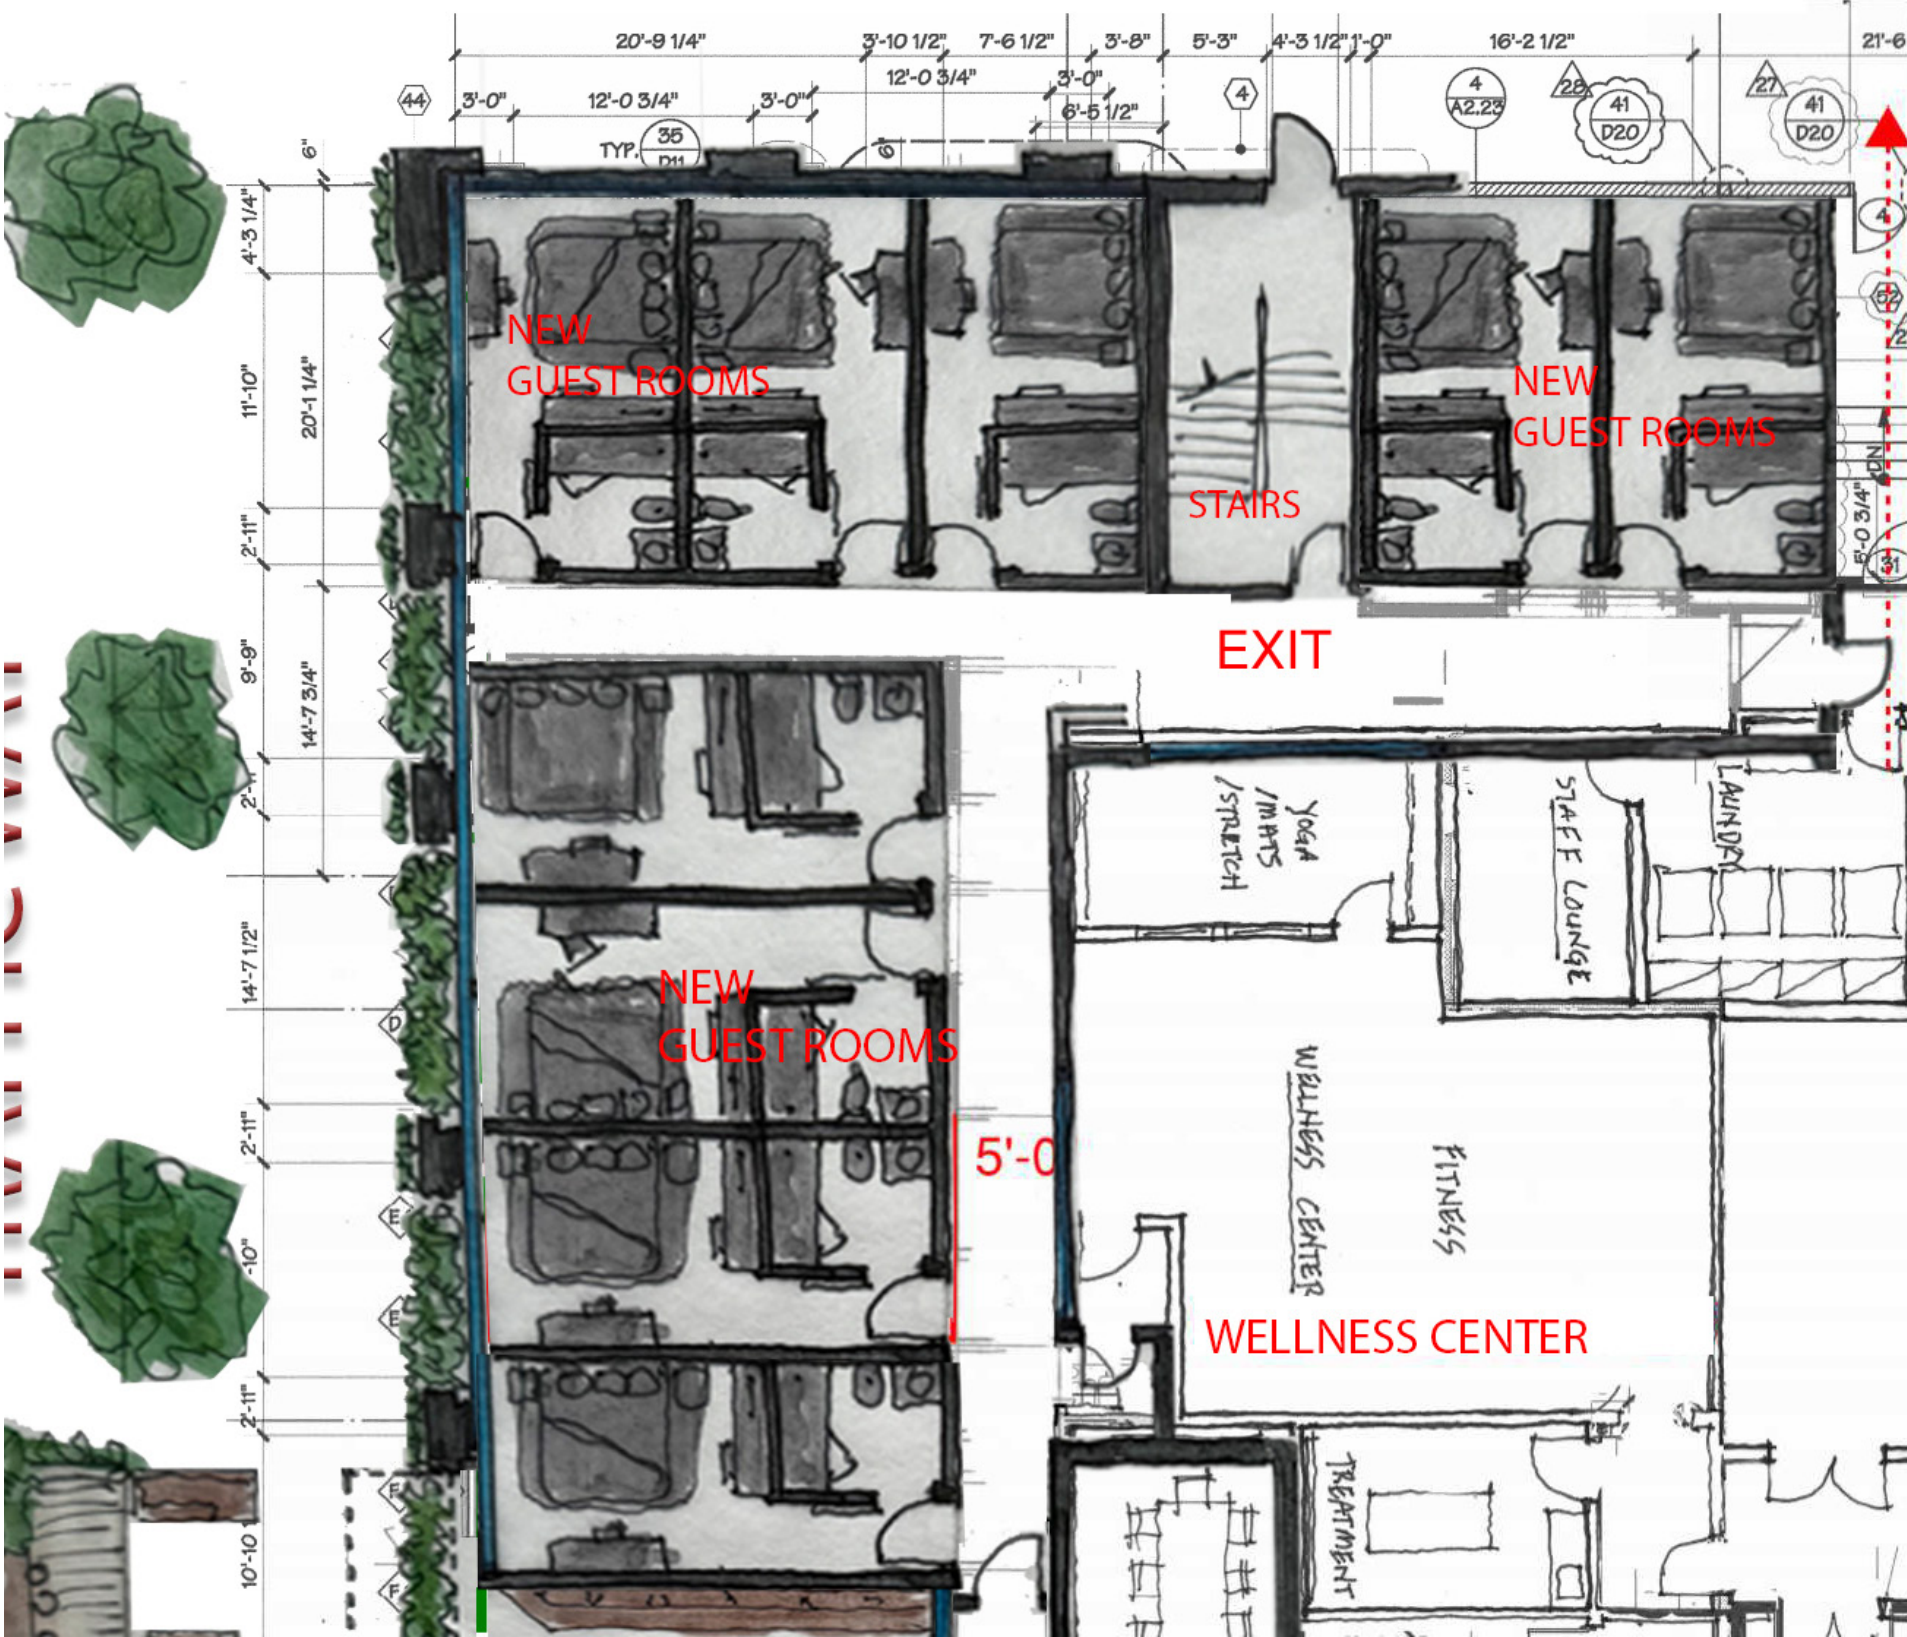 20'-9 1/4"
3'-10 1/2"
7'-6 1/2"
3'-8"
5'-3"
4'-3 1/2"
1'-0"
16'-2 1/2"
21'-6
12'-0 3/4"
3'-0"
44
3'-0"
12'-0 3/4"
3'-0"
6'-5 1/2"
4
4
A2.23
28
41
D20
27
41
D20
TYP.
35
D11
6"
6"
4'-3 1/4"
11'-10"
20'-1 1/4"
2'-11"
9'-9"
14'-7 3/4"
14'-7 1/2"
2'-11"
-10"
2'-11"
10'-10
A
52
NEW
GUEST ROOMS
NEW
GUEST ROOMS
STAIRS
DN
5'-0 3/4"
31
EXIT
YOGA
/MATS
/STRETCH
STAFF LOUNGE
LAUNDRY
NEW
GUEST ROOMS
D
5'-0
E
E
F
WELLNESS CENTER
FITNESS
WELLNESS CENTER
TREATMENT